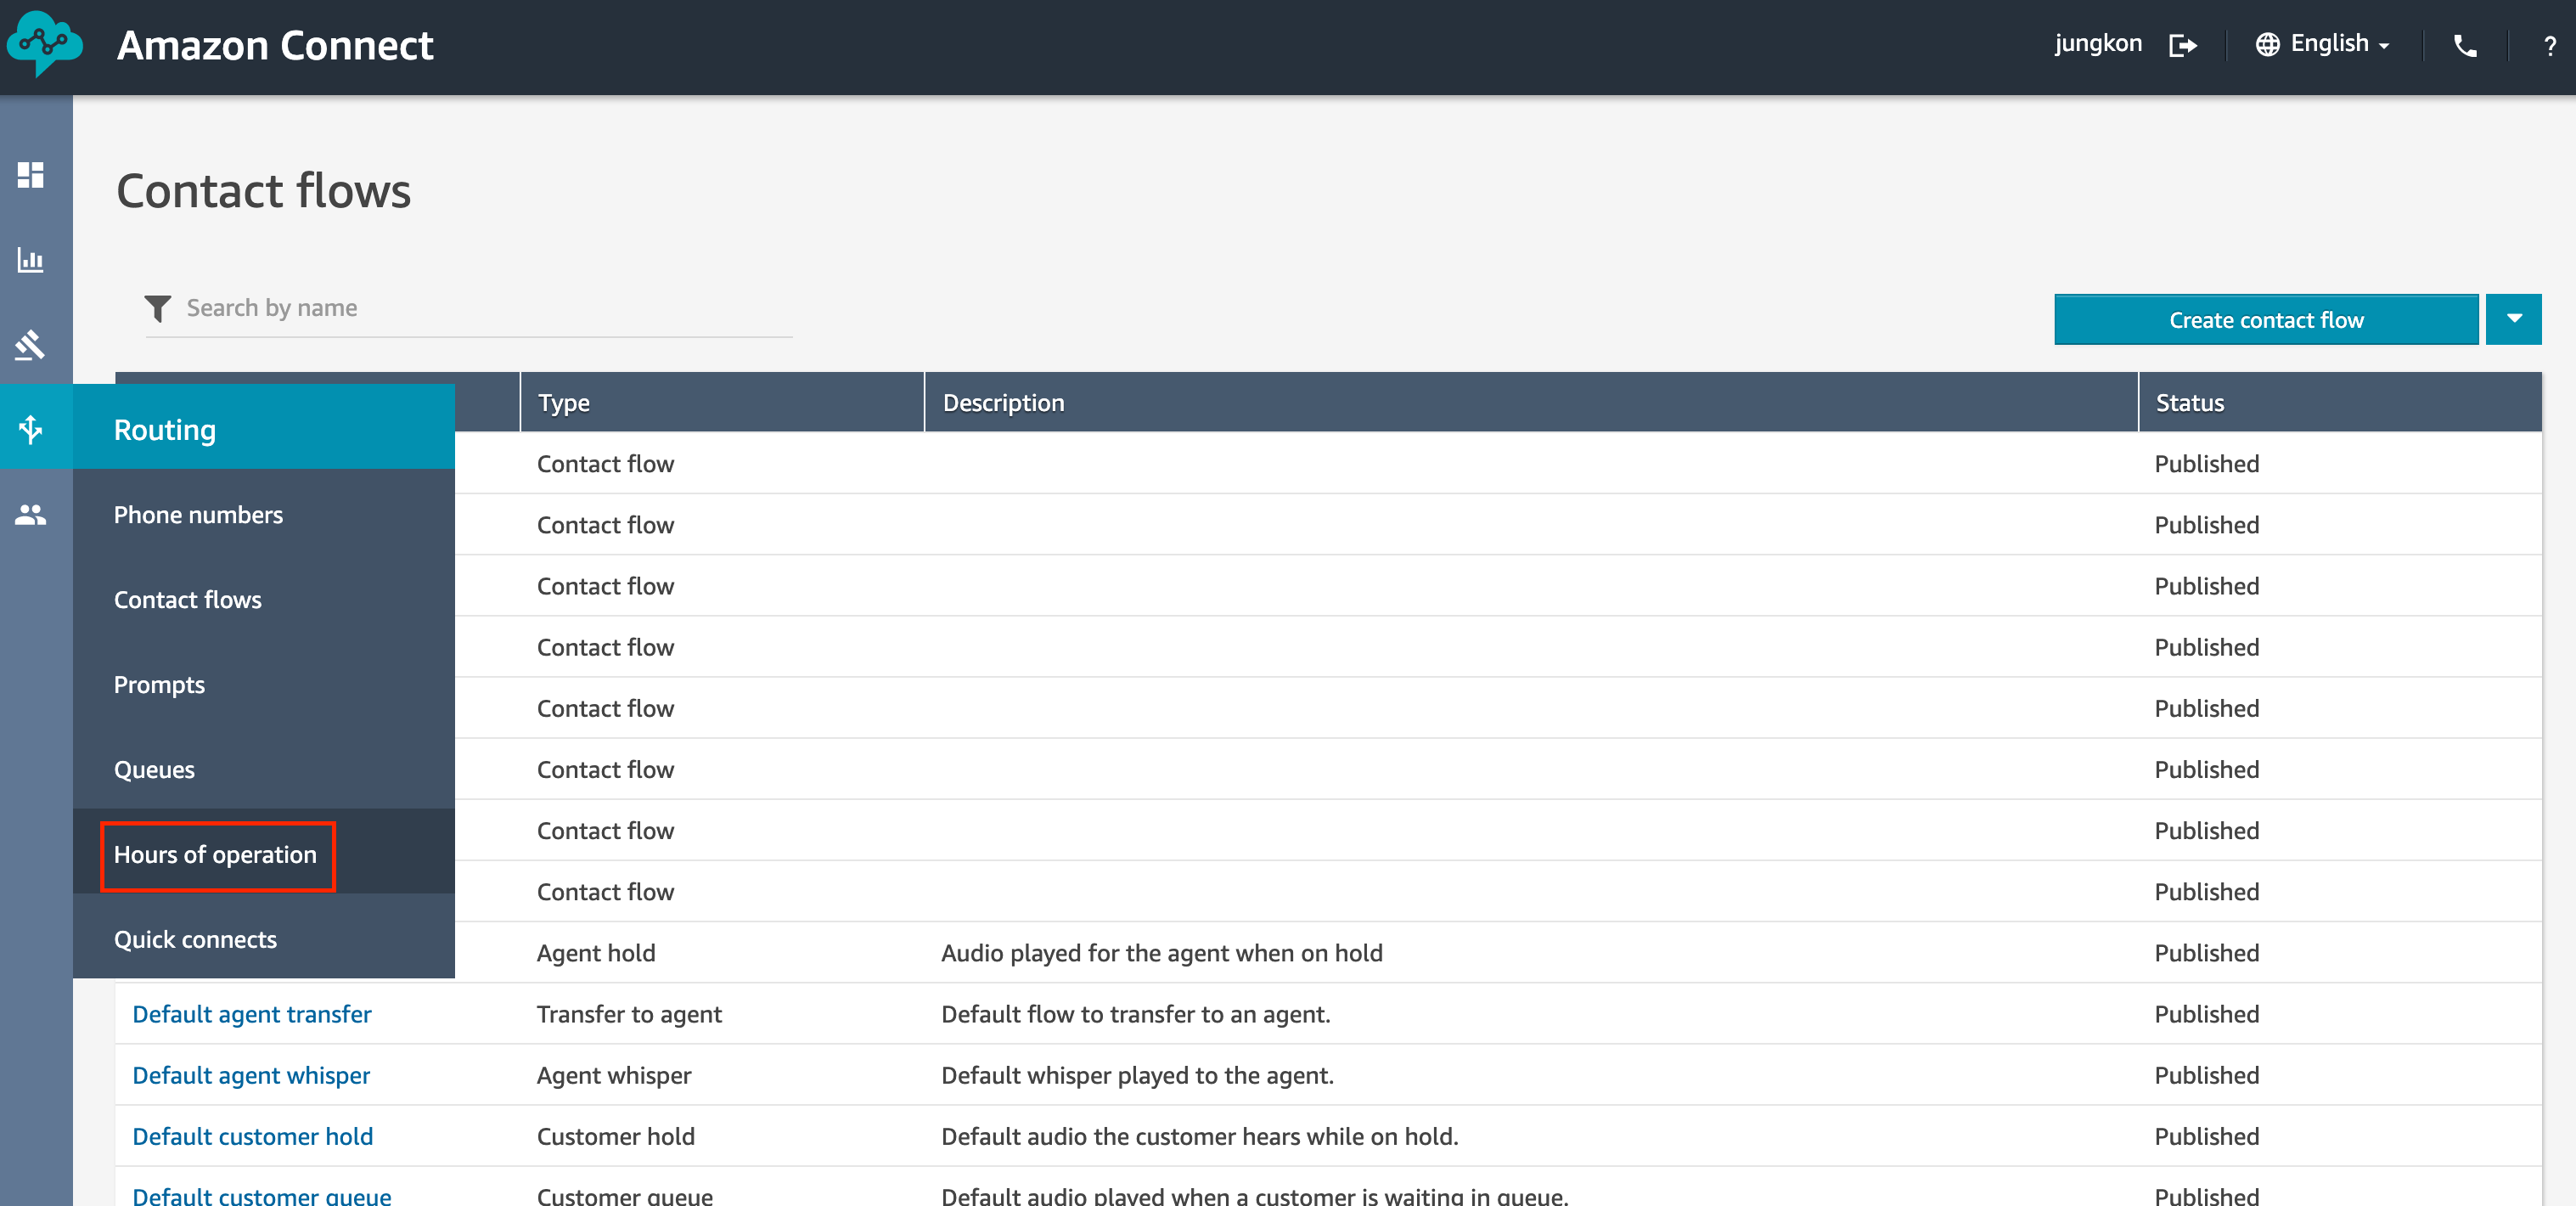 Amazon Connect
jungkon
English
?
Contact flows
Search by name
Create contact flow
Type Description Status
Routing
Contact flow Published
Phone numbers
Contact flow Published
Contact flows
Contact flow Published
Contact flow Published
Prompts
Contact flow Published
Queues
Contact flow Published
Contact flow Published
Hours of operation
Contact flow Published
Quick connects
Agent hold Audio played for the agent when on hold Published
Default agent transfer Transfer to agent Default flow to transfer to an agent. Published
Default agent whisper Agent whisper Default whisper played to the agent. Published
Default customer hold Customer hold Default audio the customer hears while on hold. Published
Default customer queue Customer queue Default audio played when a customer is waiting in queue. Published